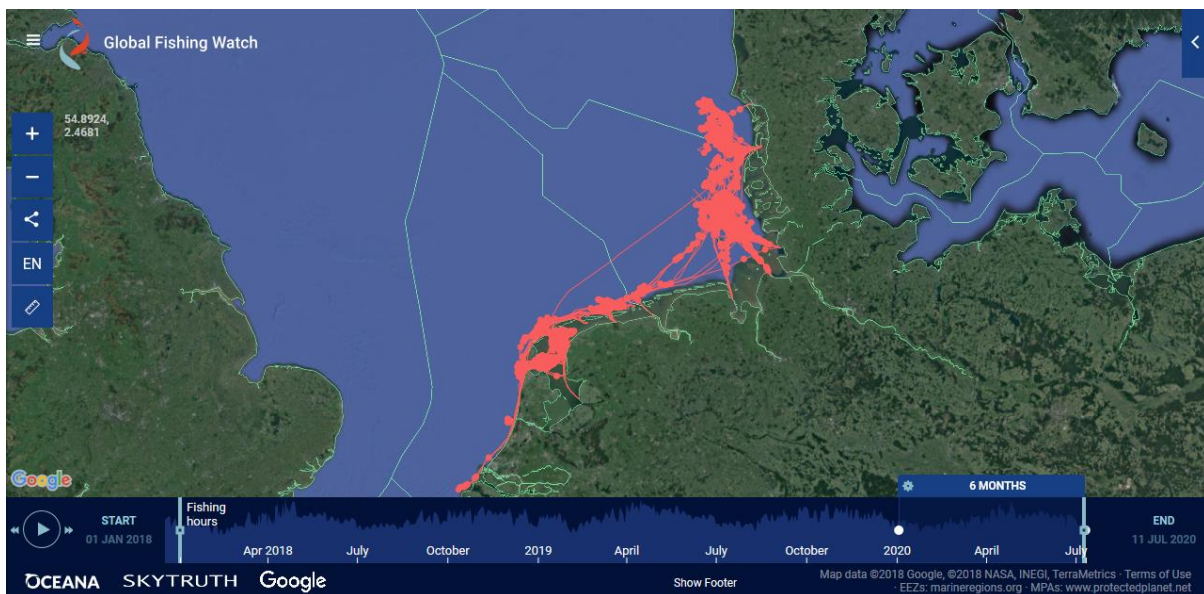 Global Fishing Watch
54.8924,
2.4681
EN
Google
6 MONTHS
START
01 JAN 2018
Fishing
hours
Apr 2018 July October 2019 April July October 2020 April July
END
11 JUL 2020
OCEANA SKYTRUTH Google
Show Footer
Map data ©2018 Google, ©2018 NASA, INEGI, TerraMetrics · Terms of Use
· EEZs: marineregions.org · MPAs: www.protectedplanet.net